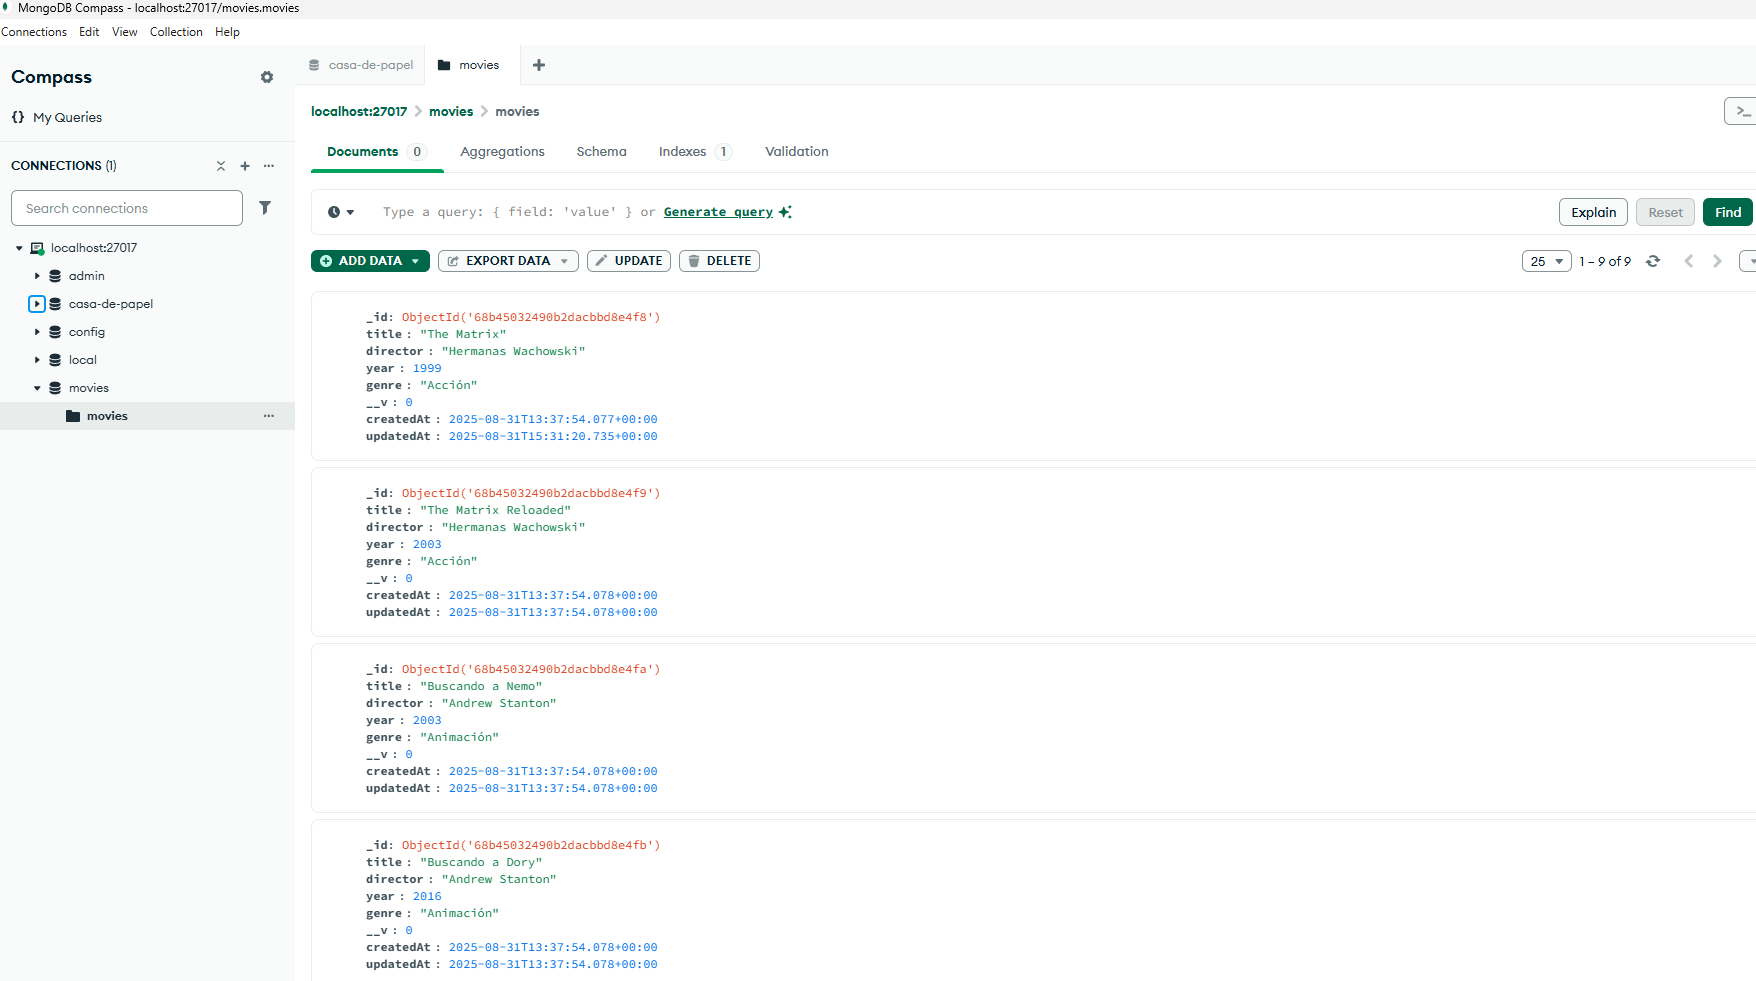 MongoDB Compass - localhost:27017/movies.movies
Connections Edit View Collection Help
Compass
{} My Queries
CONNECTIONS (1)
Search connections
localhost:27017
admin
casa-de-papel
config
local
movies
movies
casa-de-papel movies
localhost:27017 > movies > movies
>_
Documents 0 Aggregations Schema Indexes 1 Validation
Type a query: { field: 'value' } or Generate query
Explain Reset Find
ADD DATA EXPORT DATA UPDATE DELETE
25 1 – 9 of 9
_id: ObjectId('68b45032490b2dacbbd8e4f8')
title : "The Matrix"
director : "Hermanas Wachowski"
year : 1999
genre : "Acción"
__v : 0
createdAt : 2025-08-31T13:37:54.077+00:00
updatedAt : 2025-08-31T15:31:20.735+00:00
_id: ObjectId('68b45032490b2dacbbd8e4f9')
title : "The Matrix Reloaded"
director : "Hermanas Wachowski"
year : 2003
genre : "Acción"
__v : 0
createdAt : 2025-08-31T13:37:54.078+00:00
updatedAt : 2025-08-31T13:37:54.078+00:00
_id: ObjectId('68b45032490b2dacbbd8e4fa')
title : "Buscando a Nemo"
director : "Andrew Stanton"
year : 2003
genre : "Animación"
__v : 0
createdAt : 2025-08-31T13:37:54.078+00:00
updatedAt : 2025-08-31T13:37:54.078+00:00
_id: ObjectId('68b45032490b2dacbbd8e4fb')
title : "Buscando a Dory"
director : "Andrew Stanton"
year : 2016
genre : "Animación"
__v : 0
createdAt : 2025-08-31T13:37:54.078+00:00
updatedAt : 2025-08-31T13:37:54.078+00:00